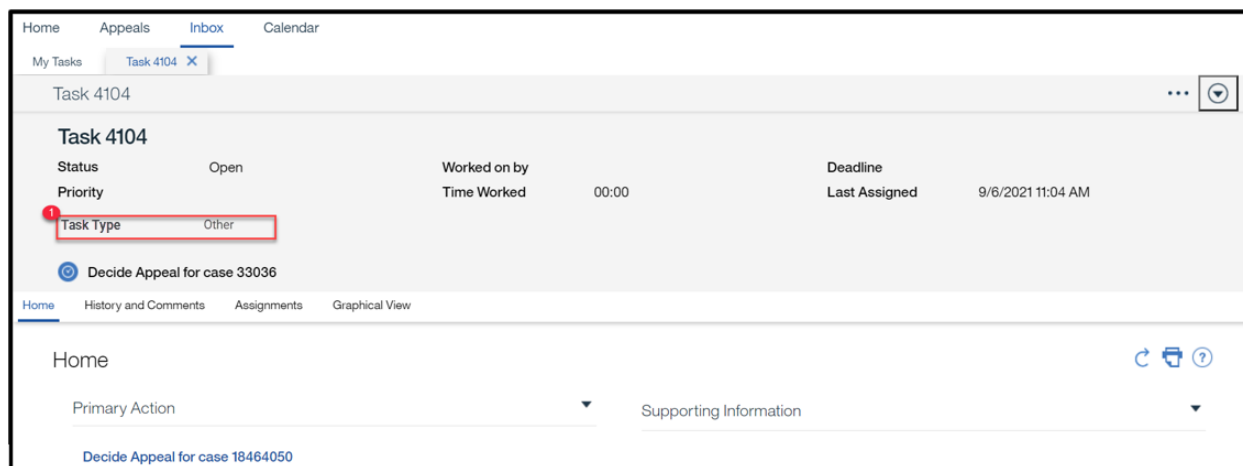 Home Appeals Inbox Calendar
My Tasks Task 4104
Task 4104
Task 4104
Status Open Worked on by Deadline
Priority Time Worked 00:00 Last Assigned 9/6/2021 11:04 AM
1
Task Type Other
Decide Appeal for case 33036
Home History and Comments Assignments Graphical View
Home
Primary Action Supporting Information
Decide Appeal for case 18464050